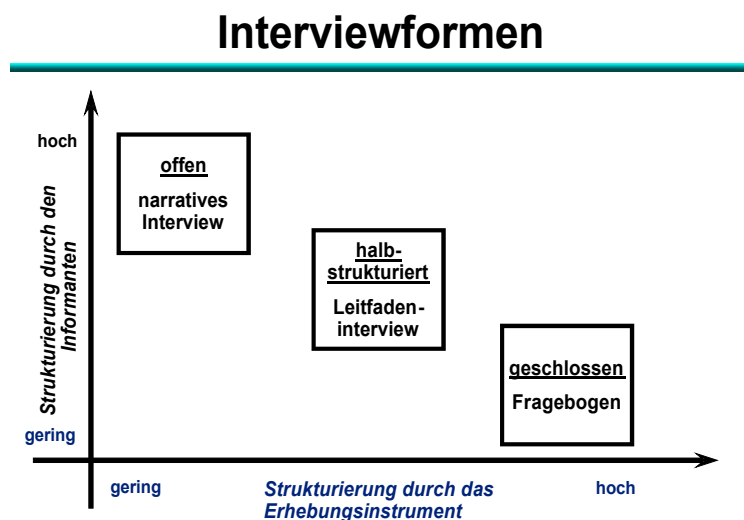 Interviewformen
hoch
Strukturierung durch den
Informanten
gering
offen
narratives
Interview
halb-
strukturiert
Leitfaden-
interview
geschlossen
Fragebogen
gering
Strukturierung durch das
Erhebungsinstrument
hoch